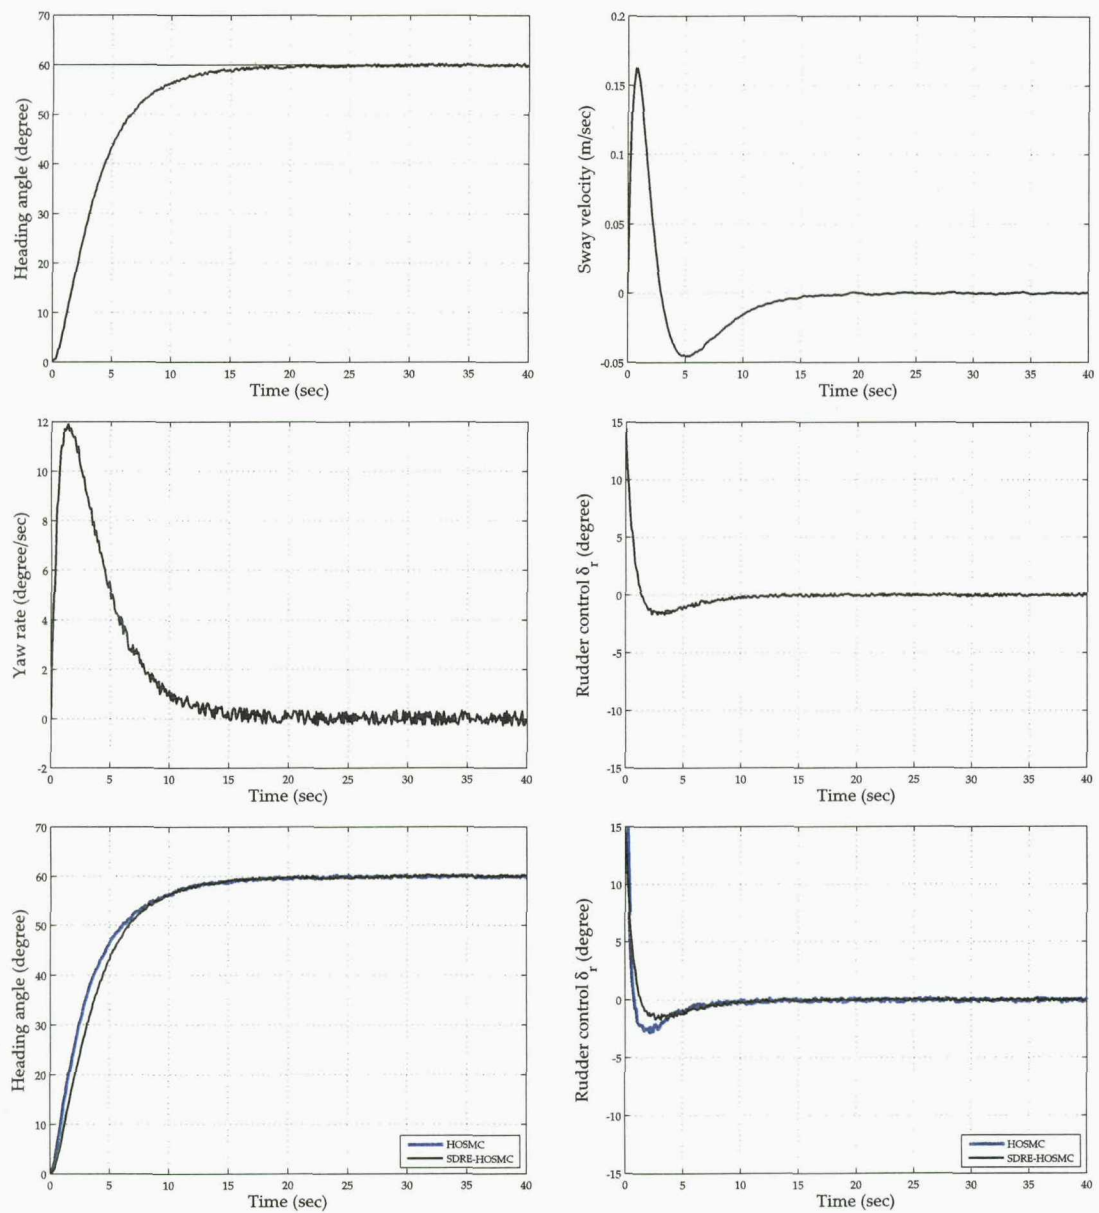 70
60
50
40
30
20
10
0
0 5 10 15 20 25 30 35 40
Heading angle (degree)
Time (sec)
0.2
0.15
0.1
0.05
0
-0.05
0 5 10 15 20 25 30 35 40
Sway velocity (m/sec)
Time (sec)
12
10
8
6
4
2
0
-2
0 5 10 15 20 25 30 35 40
Yaw rate (degree/sec)
Time (sec)
15
10
5
0
-5
-10
-15
0 5 10 15 20 25 30 35 40
Rudder control δr (degree)
Time (sec)
70
60
50
40
30
20
10
0
0 5 10 15 20 25 30 35 40
Heading angle (degree)
HOSMC
SDRE-HOSMC
Time (sec)
15
10
5
0
-5
-10
-15
0 5 10 15 20 25 30 35 40
Rudder control δr (degree)
HOSMC
SDRE-HOSMC
Time (sec)